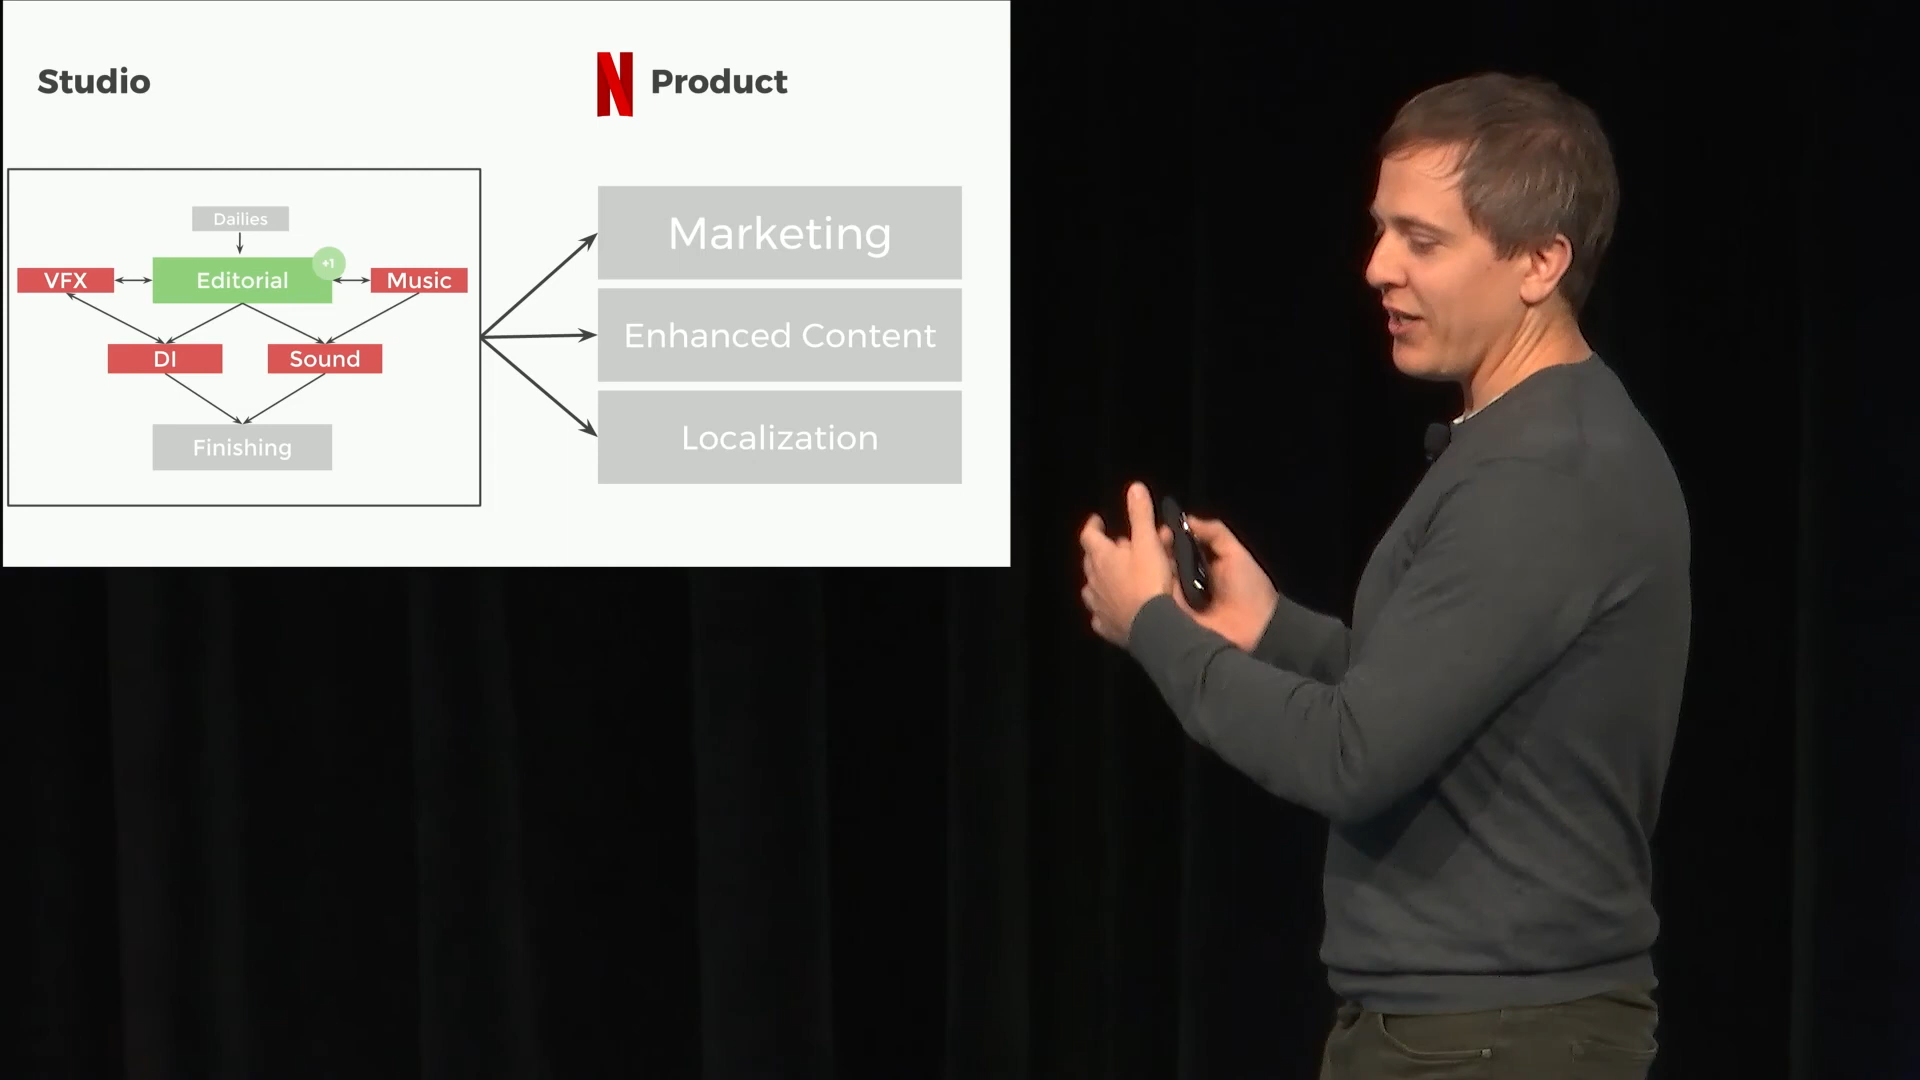 Studio
N Product
Dailies
VFX
Editorial
+1
Music
DI
Sound
Finishing
Marketing
Enhanced Content
Localization